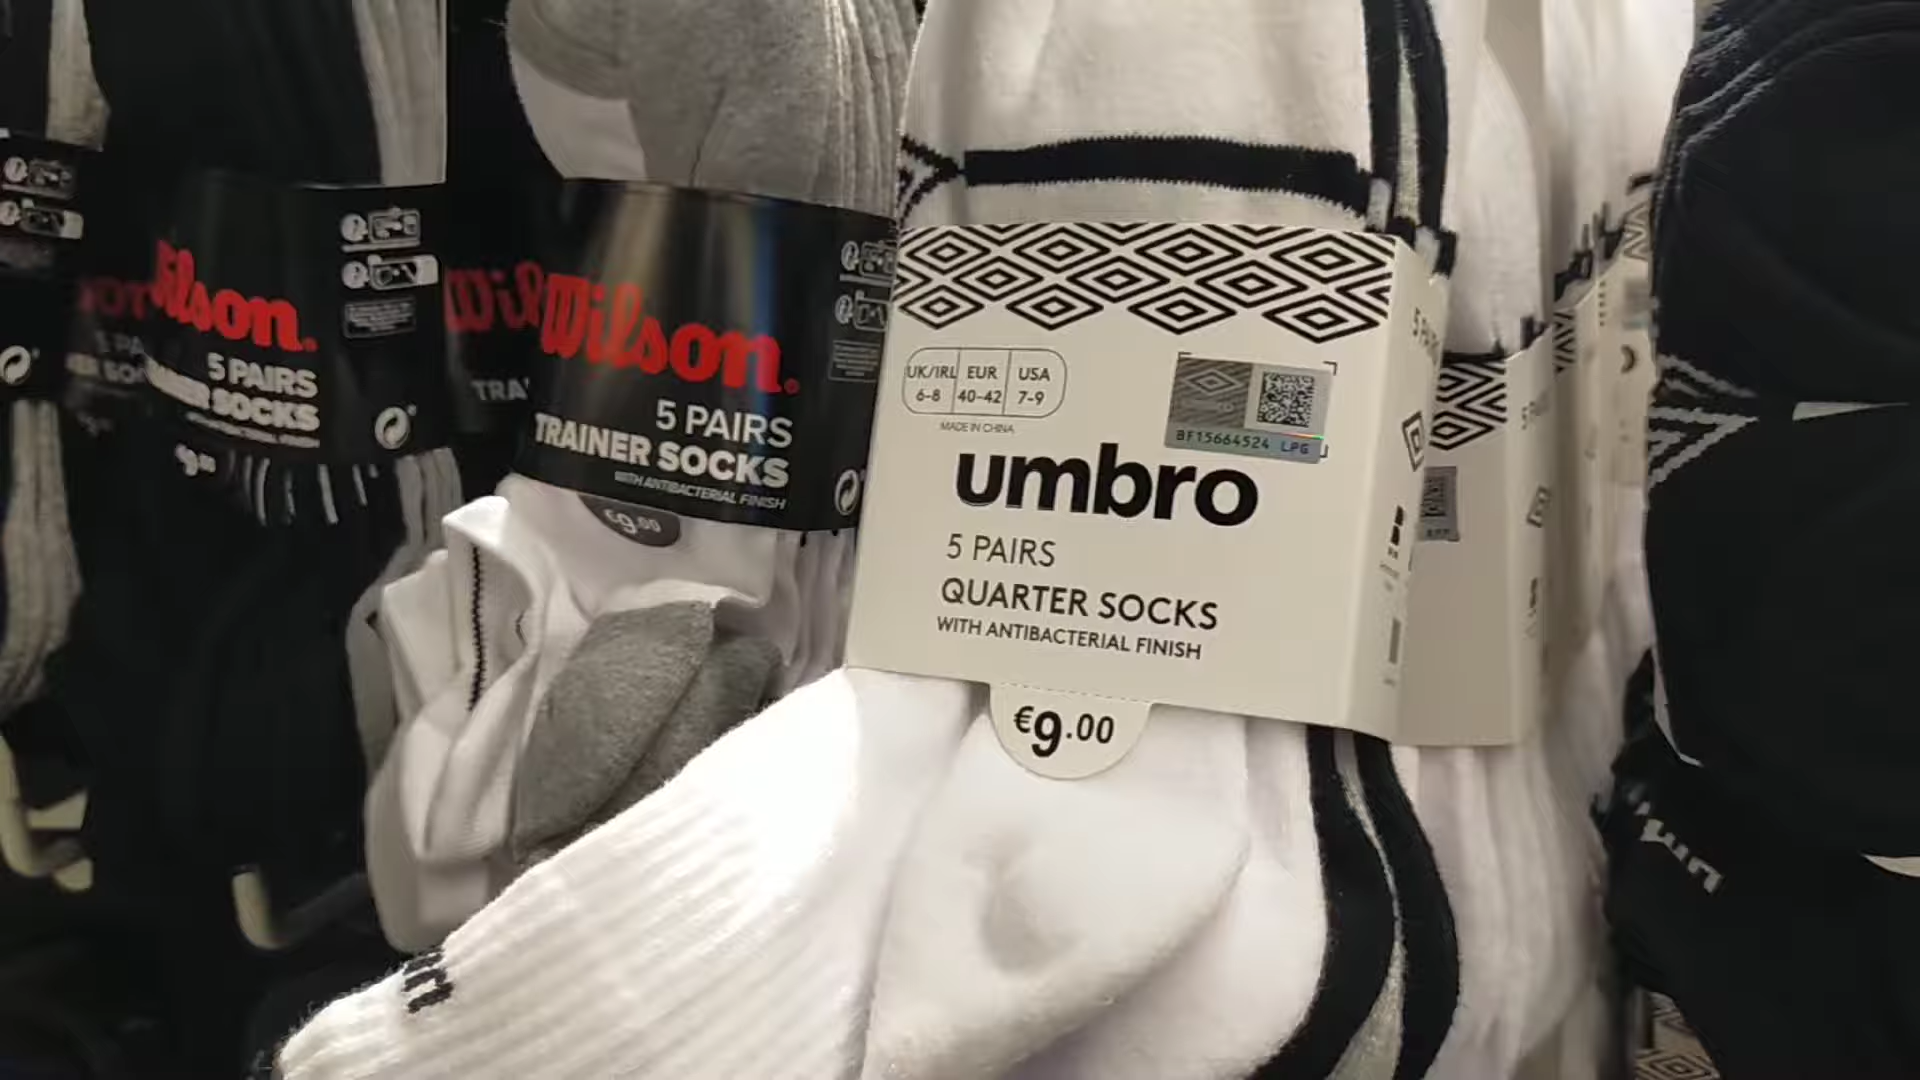 Wilson.
5 PAIRS
TRAINER SOCKS
WITH ANTIBACTERIAL FINISH
€9.00
UK/IRL EUR USA
6-8 40-42 7-9
MADE IN CHINA
BF15664524 LPG
umbro
5 PAIRS
QUARTER SOCKS
WITH ANTIBACTERIAL FINISH
€9.00
5 PAIRS
SOCKS